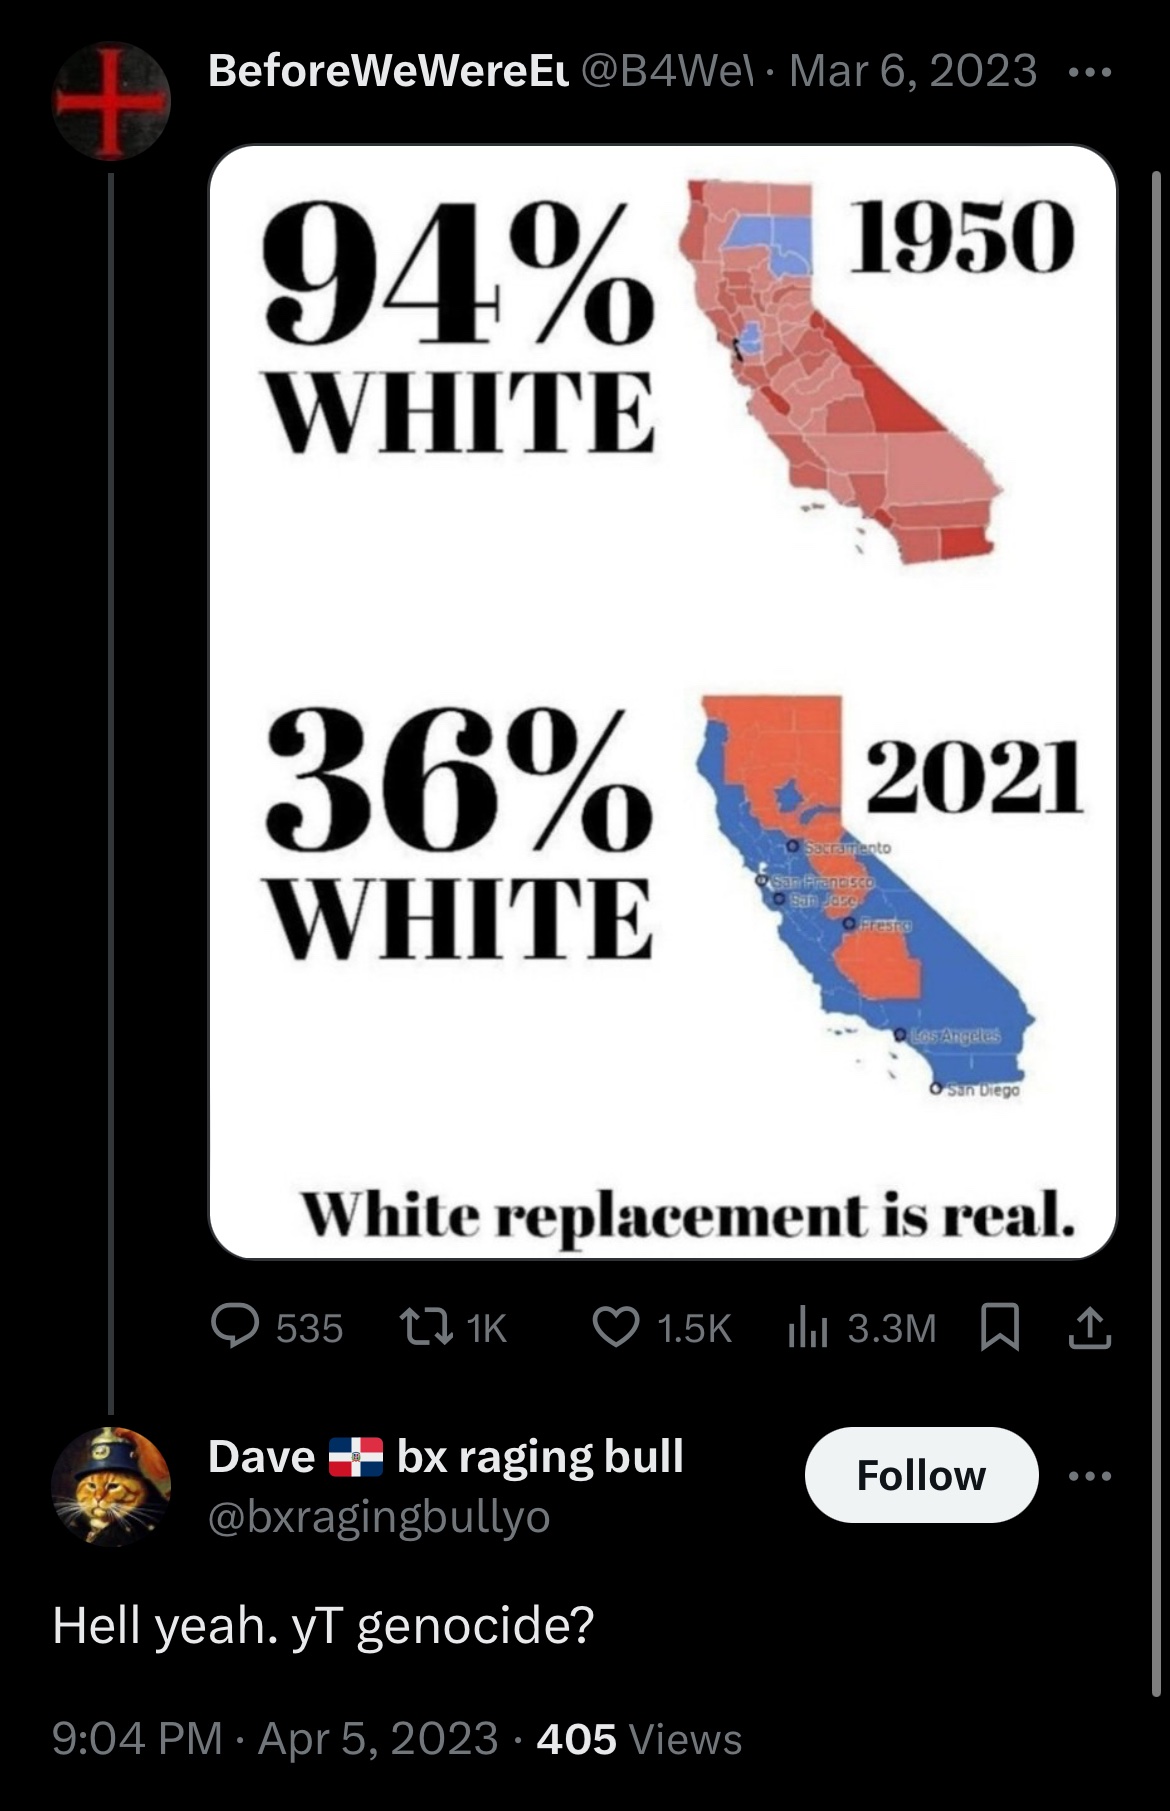 BeforeWeWereEu @B4We\ · Mar 6, 2023
94%
WHITE
1950
36%
WHITE
2021
Sacramento
San Francisco
San Jose
Fresno
Los Angeles
San Diego
White replacement is real.
535 1K 1.5K 3.3M
Dave 🇩🇴 bx raging bull
@bxragingbullyo
Follow
Hell yeah. yT genocide?
9:04 PM · Apr 5, 2023 · 405 Views